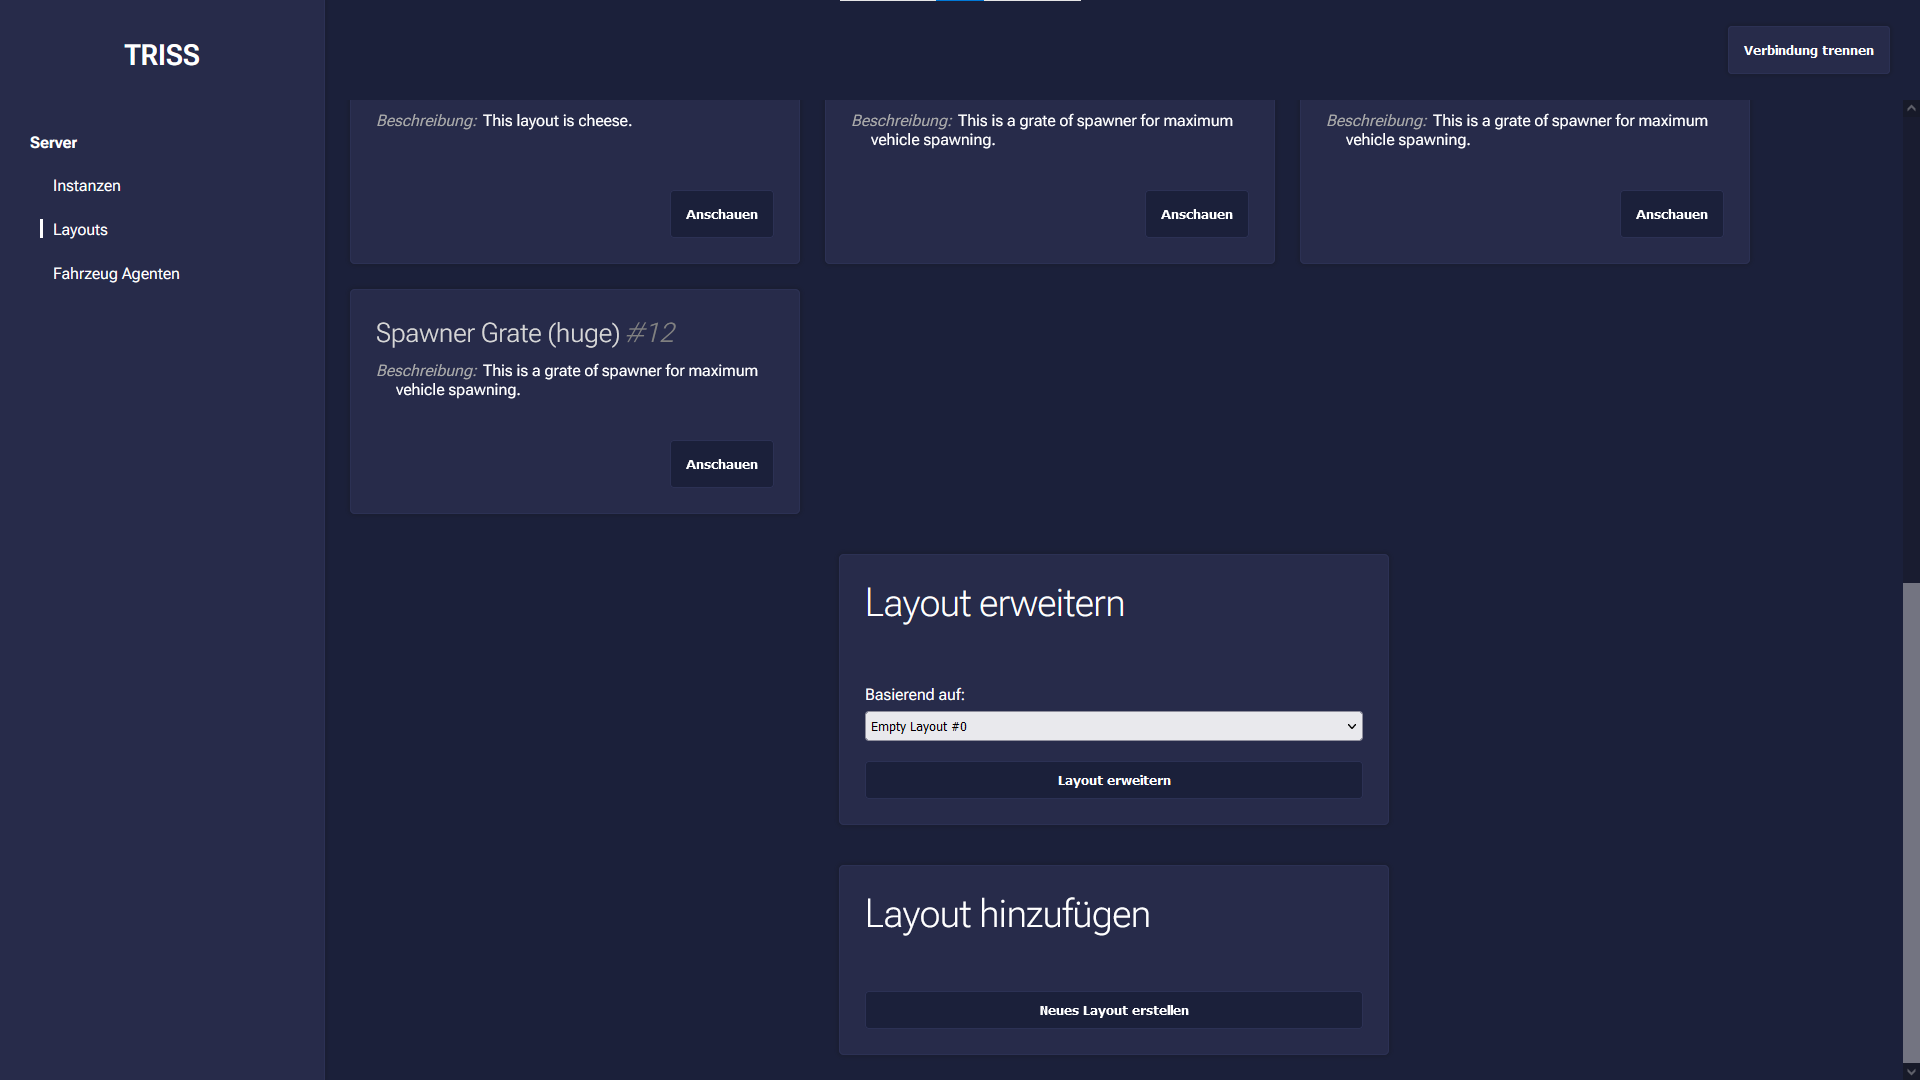 TRISS
Verbindung trennen
Server
Instanzen
Layouts
Fahrzeug Agenten
Beschreibung: This layout is cheese.
Anschauen
Beschreibung: This is a grate of spawner for maximum
vehicle spawning.
Anschauen
Beschreibung: This is a grate of spawner for maximum
vehicle spawning.
Anschauen
Spawner Grate (huge) #12
Beschreibung: This is a grate of spawner for maximum
vehicle spawning.
Anschauen
Layout erweitern
Basierend auf:
Empty Layout #0
Layout erweitern
Layout hinzufügen
Neues Layout erstellen